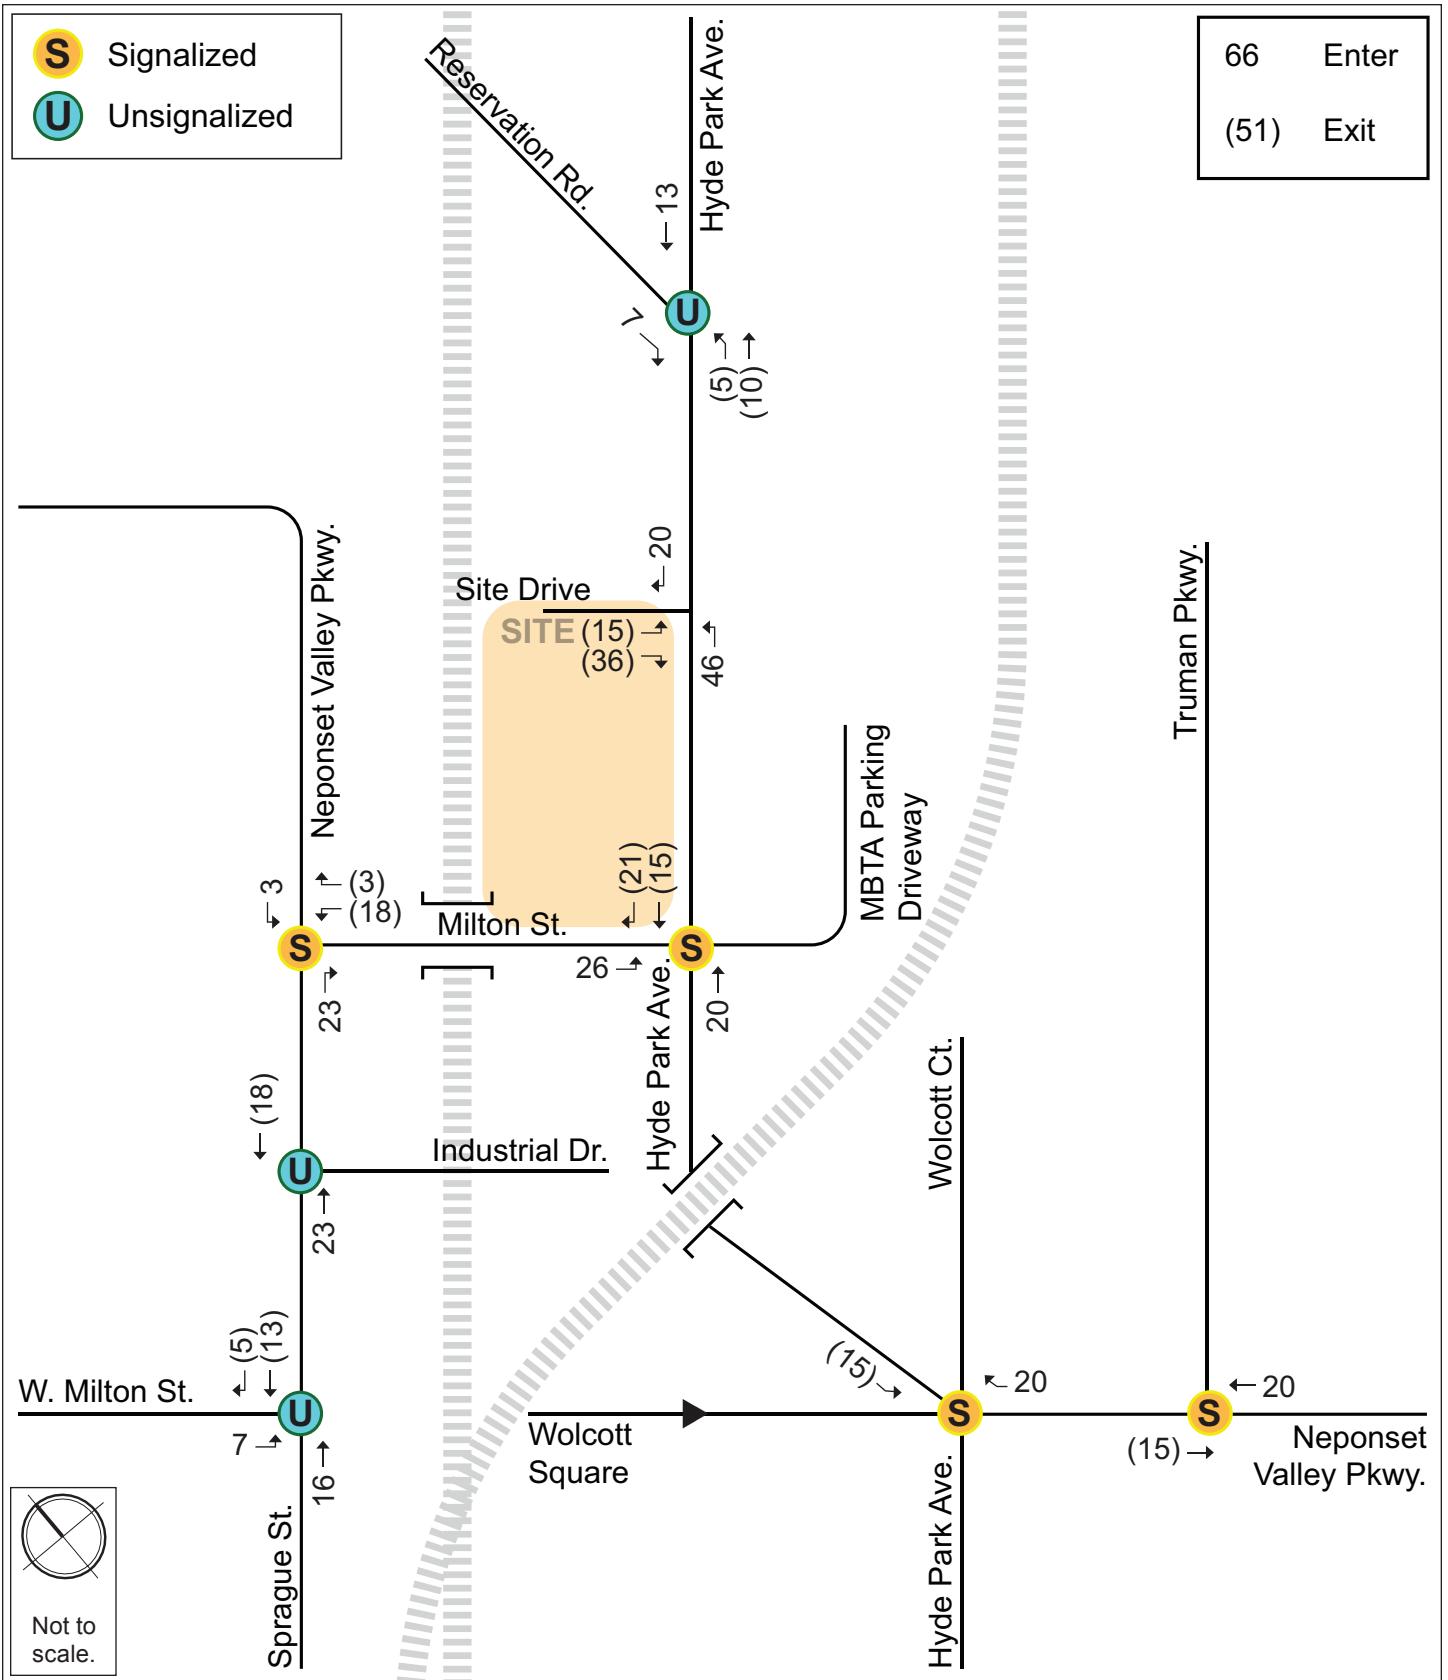 S Signalized
U Unsignalized
66 Enter
(51) Exit
Reservation Rd.
Hyde Park Ave.
13
U
7
(5)
(10)
20
Site Drive
SITE
(15)
(36)
46
Neponset Valley Pkwy.
Truman Pkwy.
MBTA Parking
Driveway
3
(3)
(18)
(21)
(15)
Milton St.
S
S
26
23
20
Hyde Park Ave.
(18)
Industrial Dr.
U
23
Wolcott Ct.
(5)
(13)
(15)
20
20
W. Milton St.
U
S
S
7
16
Wolcott
Square
(15)
Neponset
Valley Pkwy.
Sprague St.
Hyde Park Ave.
Not to
scale.